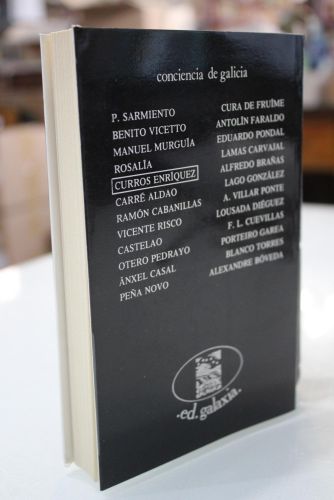 conciencia de galicia
P. SARMIENTO
BENITO VICETTO
MANUEL MURGUÍA
ROSALÍA
CURROS ENRÍQUEZ
CARRÉ ALDAO
RAMÓN CABANILLAS
VICENTE RISCO
CASTELAO
OTERO PEDRAYO
ÁNXEL CASAL
PEÑA NOVO
CURA DE FRUÍME
ANTOLÍN FARALDO
EDUARDO PONDAL
LAMAS CARVAJAL
ALFREDO BRAÑAS
LAGO GONZÁLEZ
A. VILLAR PONTE
LOUSADA DIÉGUEZ
F. L. CUEVILLAS
PORTEIRO GAREA
BLANCO TORRES
ALEXANDRE BÓVEDA
·ed. galaxia·